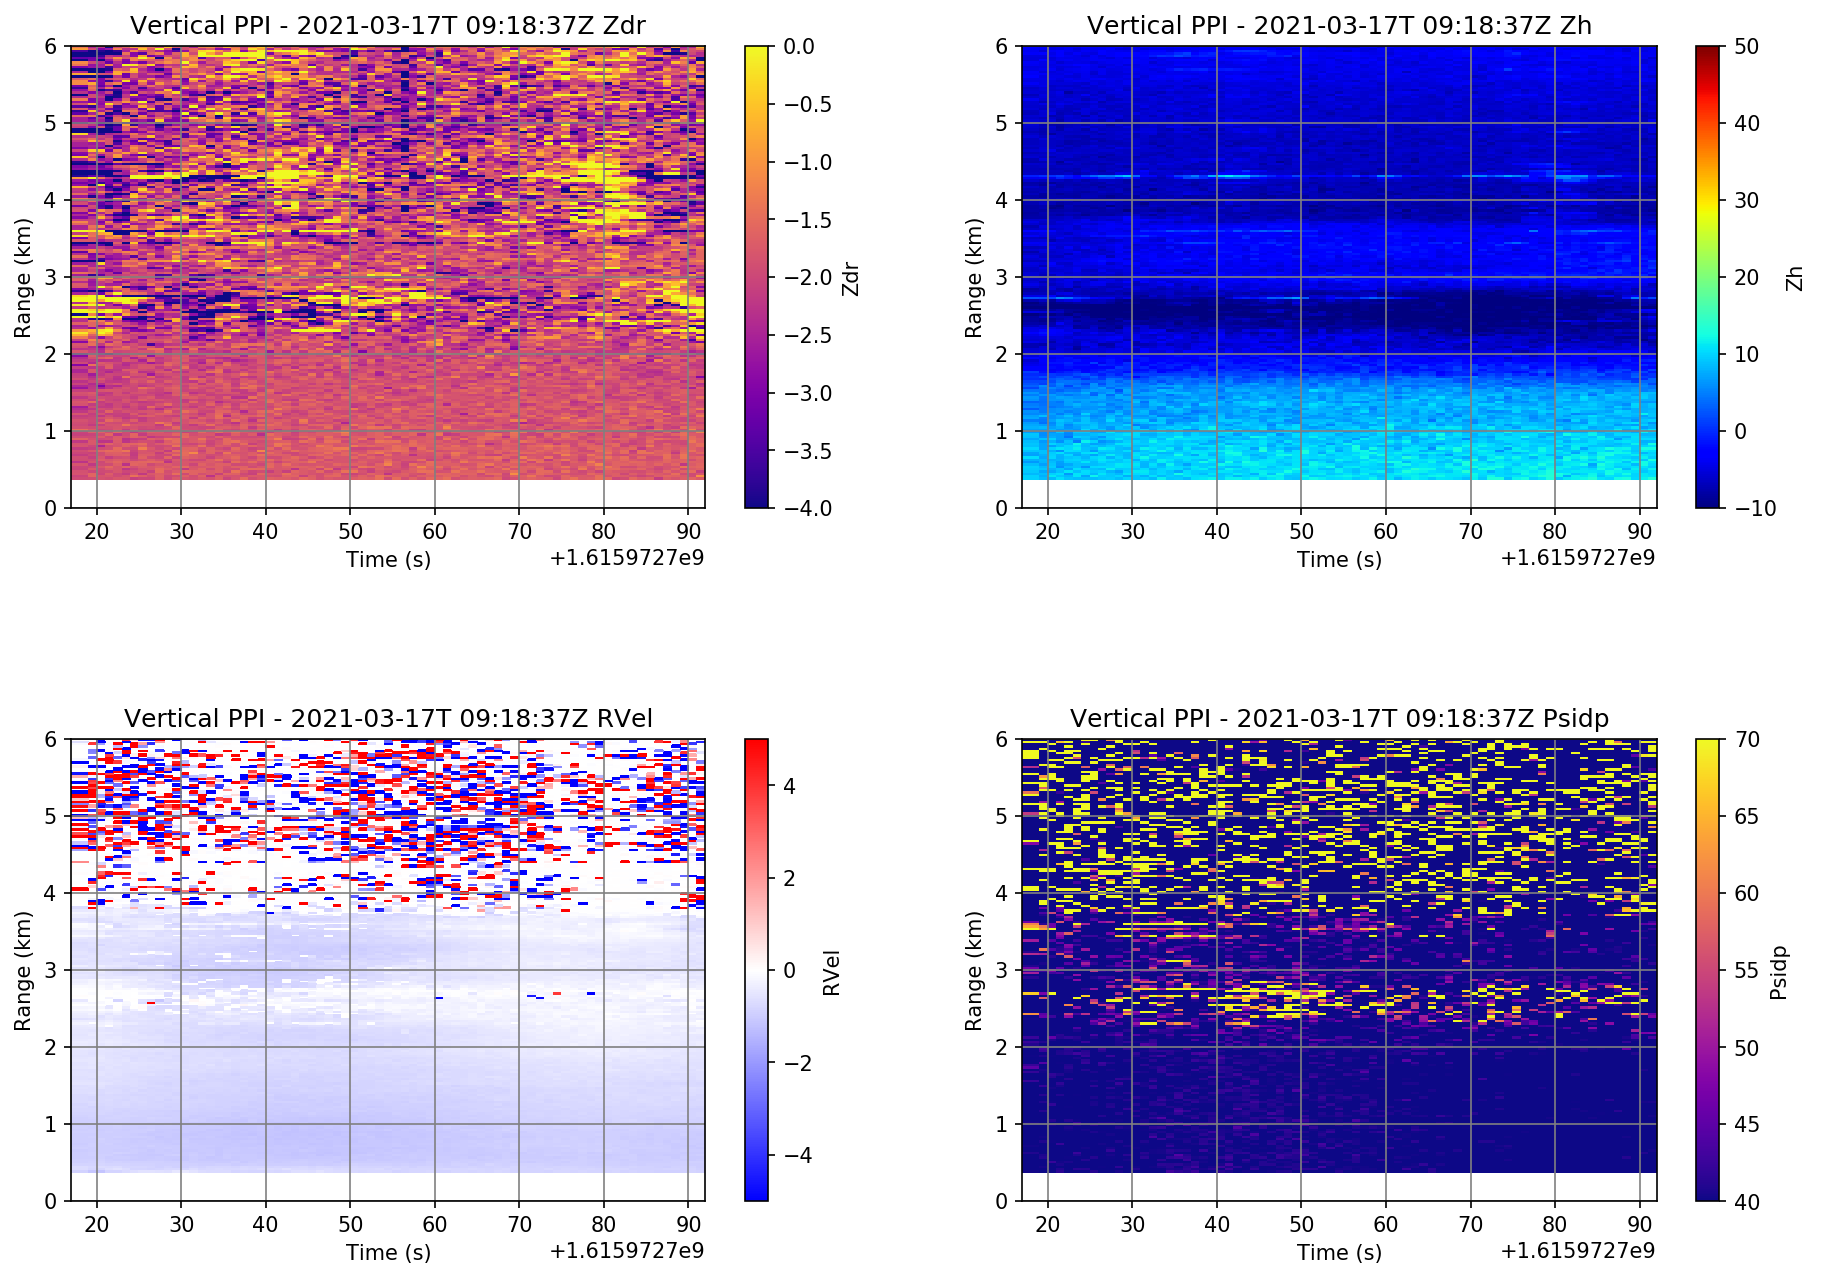 Vertical PPI - 2021-03-17T 09:18:37Z Zdr
6
5
4
3
2
1
0
Range (km)
20 30 40 50 60 70 80 90
Time (s)
+1.6159727e9
0.0
−0.5
−1.0
−1.5
−2.0
−2.5
−3.0
−3.5
−4.0
Zdr
Vertical PPI - 2021-03-17T 09:18:37Z Zh
6
5
4
3
2
1
0
Range (km)
20 30 40 50 60 70 80 90
Time (s)
+1.6159727e9
50
40
30
20
10
0
−10
Zh
Vertical PPI - 2021-03-17T 09:18:37Z RVel
6
5
4
3
2
1
0
Range (km)
20 30 40 50 60 70 80 90
Time (s)
+1.6159727e9
4
2
0
−2
−4
RVel
Vertical PPI - 2021-03-17T 09:18:37Z Psidp
6
5
4
3
2
1
0
Range (km)
20 30 40 50 60 70 80 90
Time (s)
+1.6159727e9
70
65
60
55
50
45
40
Psidp